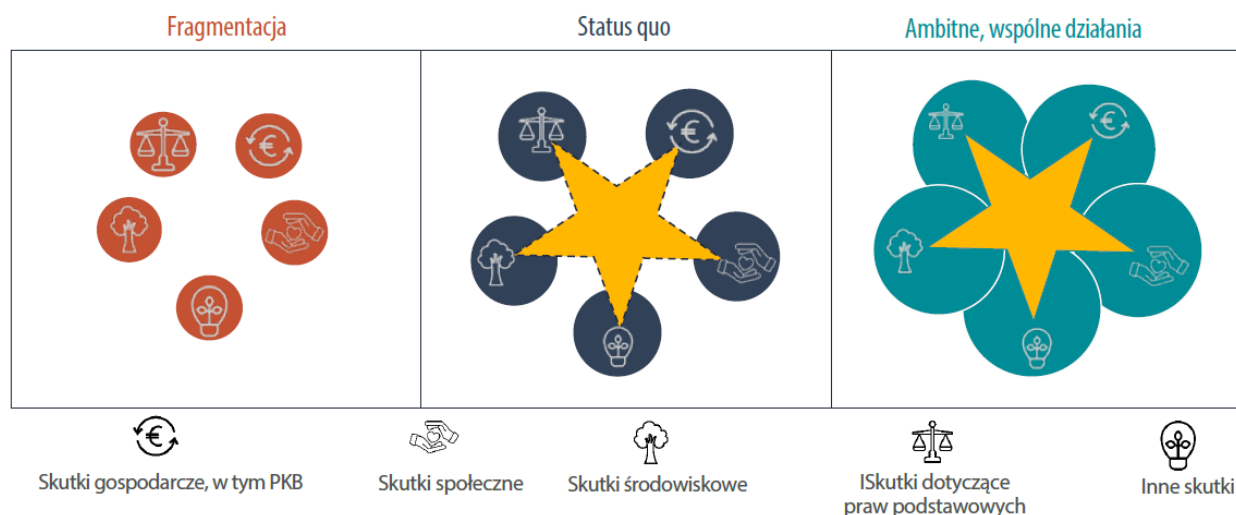 Fragmentacja
Status quo
Ambitne, wspólne działania
Skutki gospodarcze, w tym PKB
Skutki społeczne
Skutki środowiskowe
ISkutki dotyczące
praw podstawowych
Inne skutki